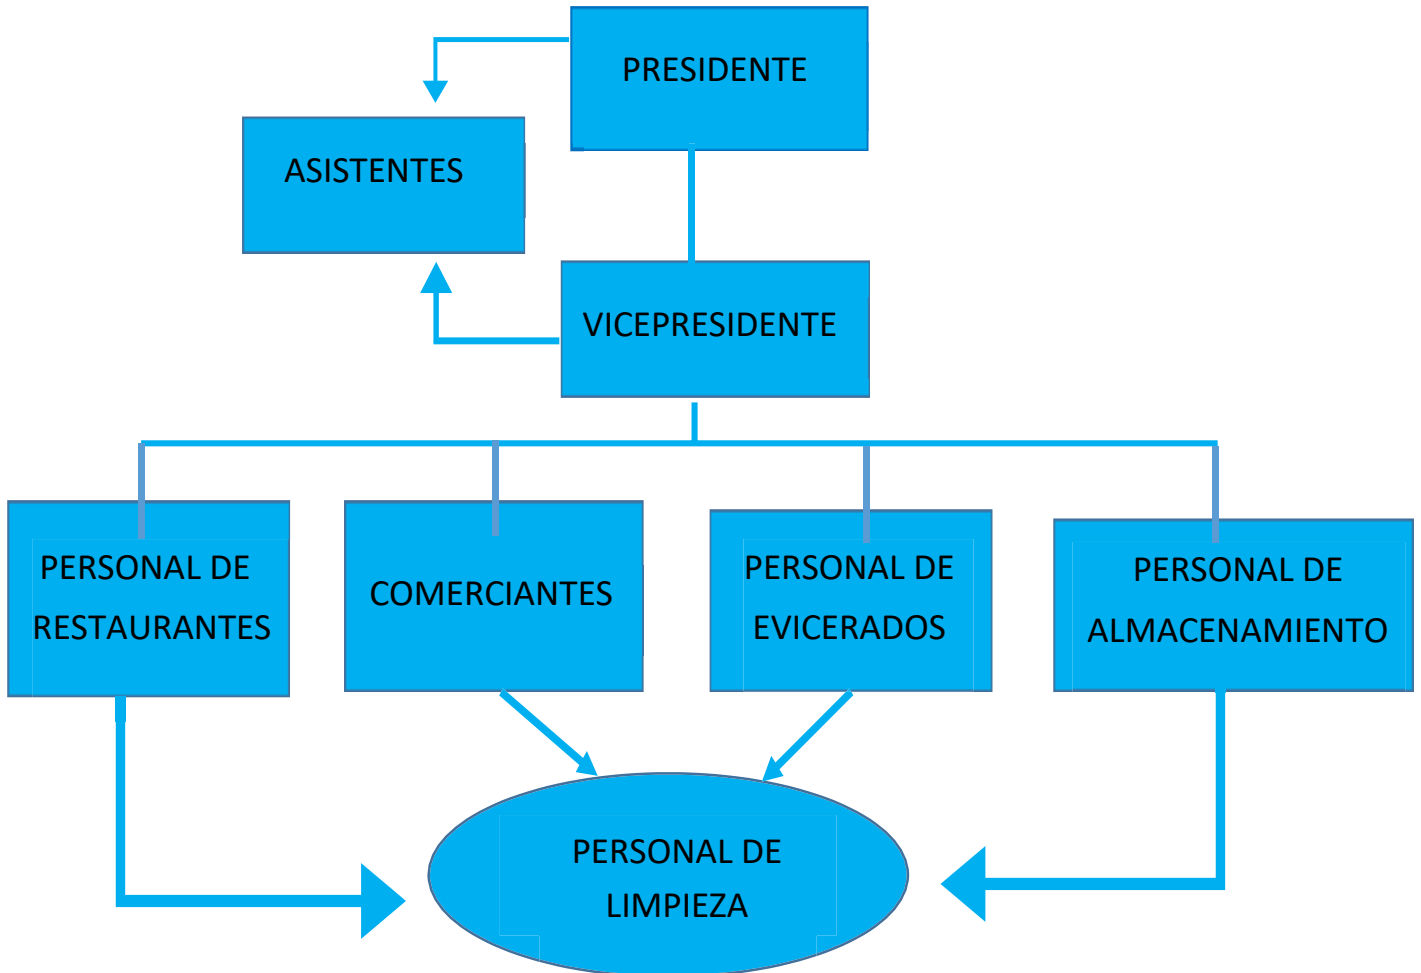 PRESIDENTE
ASISTENTES
VICEPRESIDENTE
PERSONAL DE
RESTAURANTES
COMERCIANTES
PERSONAL DE
EVICERADOS
PERSONAL DE
ALMACENAMIENTO
PERSONAL DE
LIMPIEZA